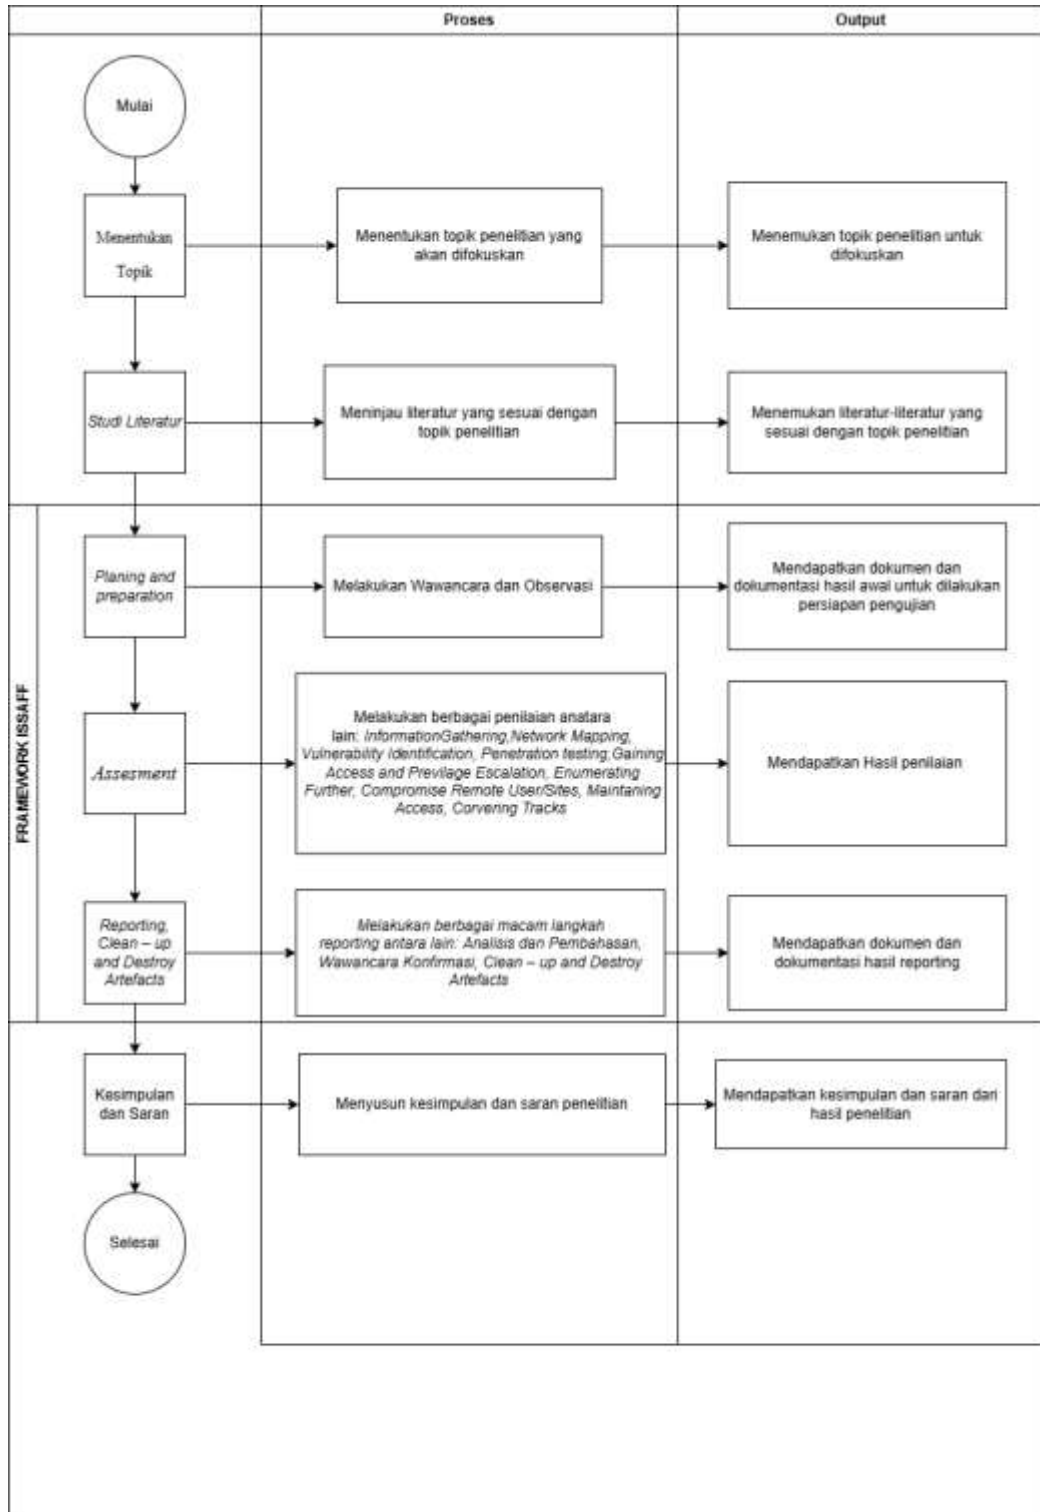 Proses
Output
Mulai
Menentukan
Topik
Menentukan topik penelitian yang
akan difokuskan
Menemukan topik penelitian untuk
difokuskan
Studi Literatur
Meninjau literatur yang sesuai dengan
topik penelitian
Menemukan literatur-literatur yang
sesuai dengan topik penelitian
FRAMEWORK ISSAFF
Planing and
preparation
Melakukan Wawancara dan Observasi
Mendapatkan dokumen dan
dokumentasi hasil awal untuk dilakukan
persiapan pengujian
Assesment
Melakukan berbagai penilaian anatara
lain: InformationGathering,Network Mapping,
Vulnerability Identification, Penetration testing,Gaining
Access and Previlage Escalation, Enumerating
Further, Compromise Remote User/Sites, Maintaning
Access, Corvering Tracks
Mendapatkan Hasil penilaian
Reporting,
Clean – up
and Destroy
Artefacts
Melakukan berbagai macam langkah
reporting antara lain: Analisis dan Pembahasan,
Wawancara Konfirmasi, Clean – up and Destroy
Artefacts
Mendapatkan dokumen dan
dokumentasi hasil reporting
Kesimpulan
dan Saran
Menyusun kesimpulan dan saran penelitian
Mendapatkan kesimpulan dan saran dari
hasil penelitian
Selesai